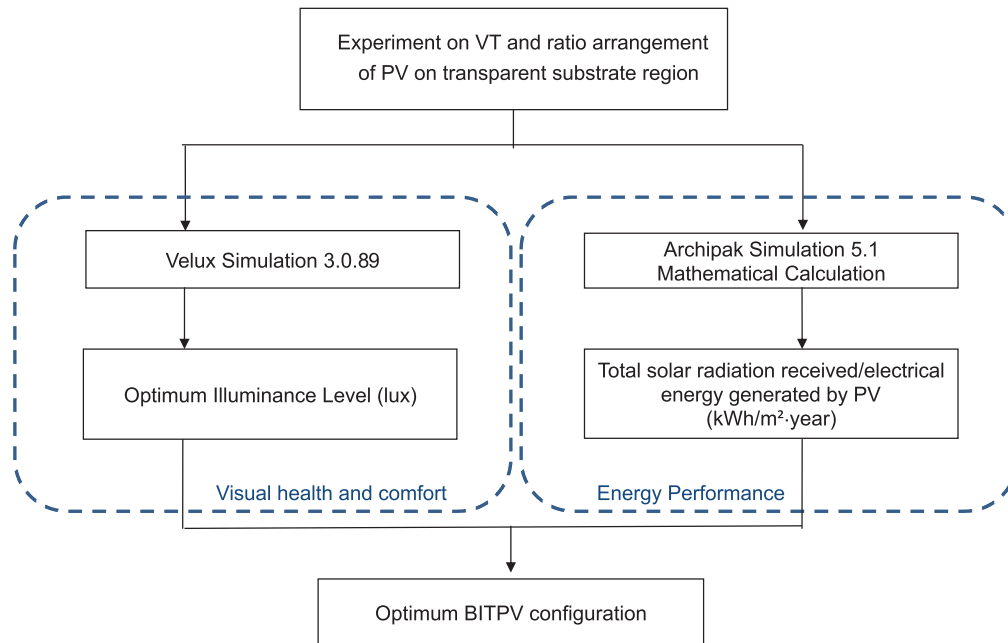 Experiment on VT and ratio arrangement
of PV on transparent substrate region
Velux Simulation 3.0.89
Optimum Illuminance Level (lux)
Visual health and comfort
Archipak Simulation 5.1
Mathematical Calculation
Total solar radiation received/electrical
energy generated by PV
(kWh/m²·year)
Energy Performance
Optimum BITPV configuration